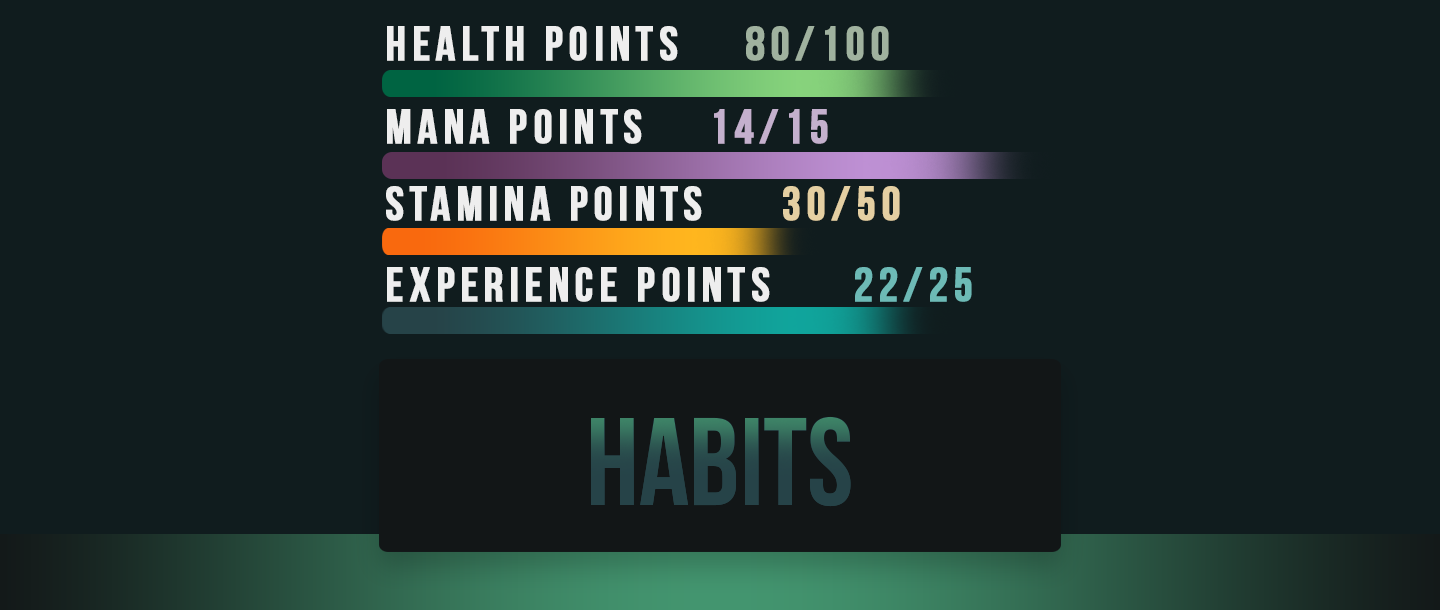 HEALTH POINTS 80/100
MANA POINTS 14/15
STAMINA POINTS 30/50
EXPERIENCE POINTS 22/25
HABITS